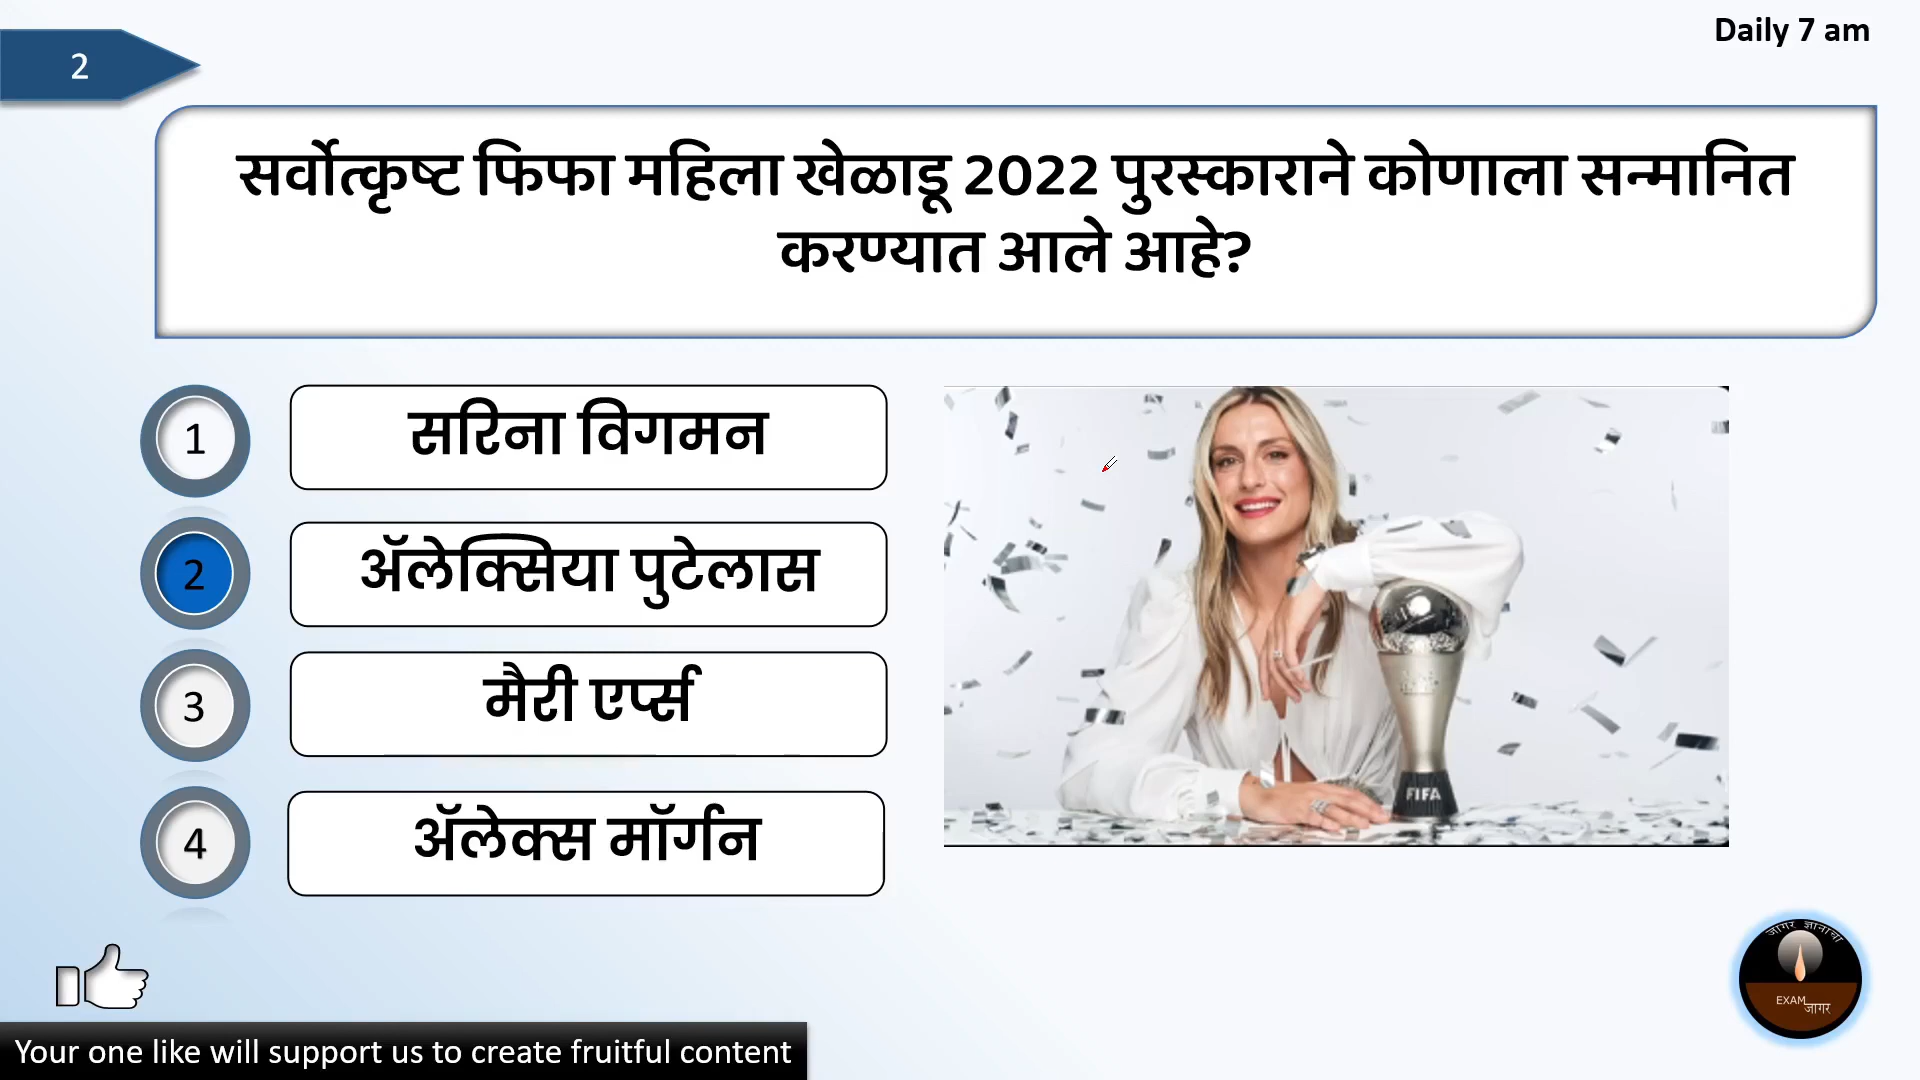 Daily 7 am
2
सर्वोत्कृष्ट फिफा महिला खेळाडू 2022 पुरस्काराने कोणाला सन्मानित
करण्यात आले आहे?
1
सरिना विगमन
2
ॲलेक्सिया पुटेलास
3
मैरी एर्प्स
4
ॲलेक्स मॉर्गन
FIFA
जागर ज्ञानाचा
EXAM
जागर
Your one like will support us to create fruitful content